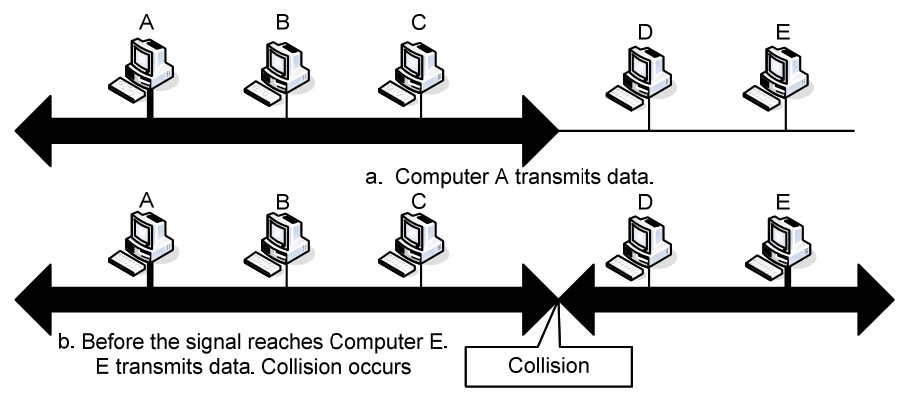 A B C D E
a. Computer A transmits data.
A B C D E
b. Before the signal reaches Computer E.
E transmits data. Collision occurs
Collision